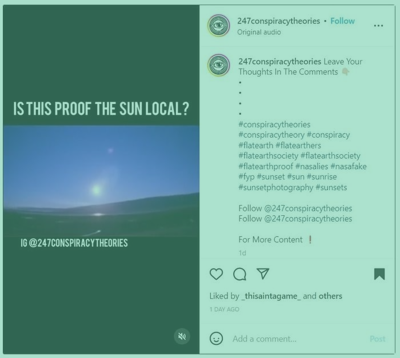 247conspiracytheories • Follow
Original audio
247conspiracytheories Leave Your
Thoughts In The Comments 👇🏼
•
•
•
•
#conspiracytheories
#conspiracytheory #conspiracy
#flatearth #flatearthers
#flatearthsociety #flatearthsociety
#flatearthproof #nasalies #nasafake
#fyp #sunset #sun #sunrise
#sunsetphotography #sunsets
Follow @247conspiracytheories
Follow @247conspiracytheories
For More Content ❗
1d
IS THIS PROOF THE SUN LOCAL?
IG @247CONSPIRACYTHEORIES
Liked by _thisaintagame_ and others
1 DAY AGO
Add a comment... Post